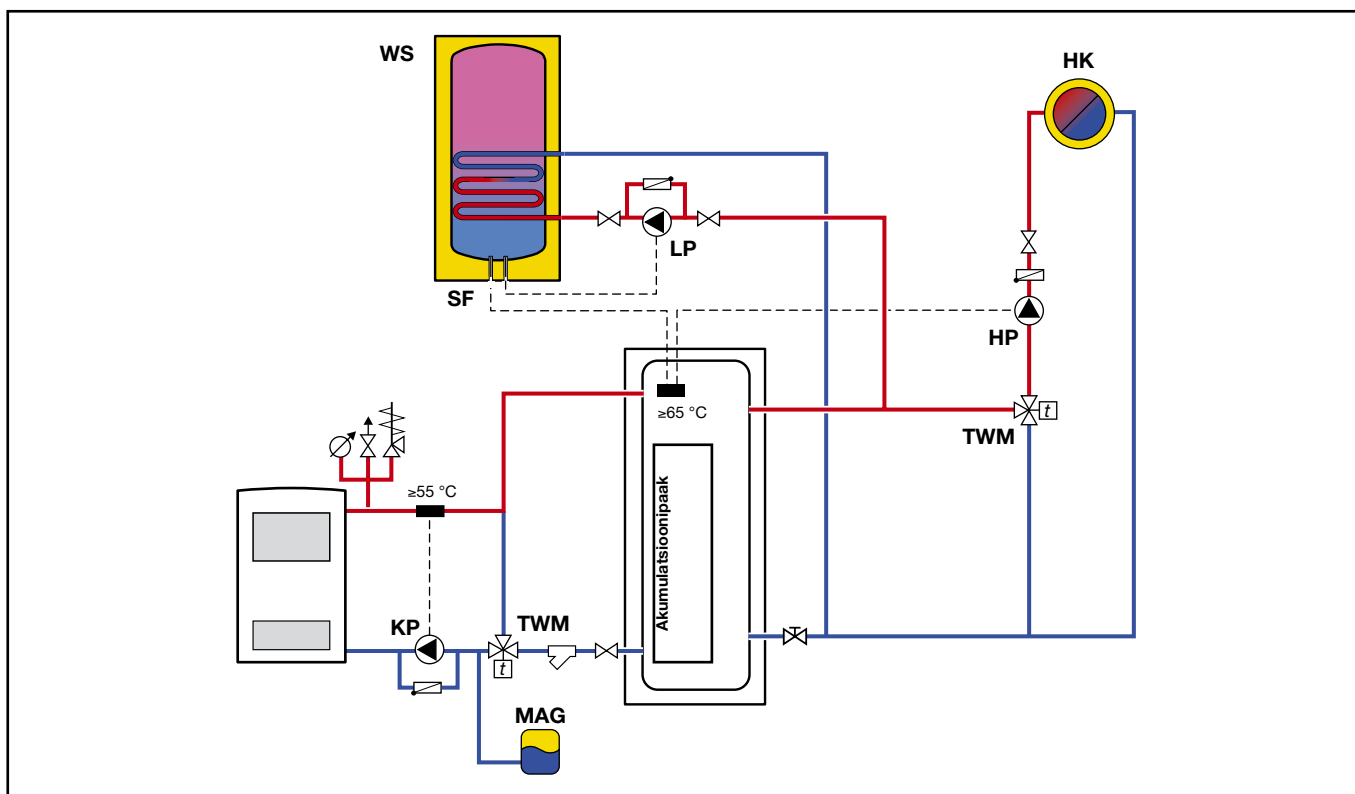 WS
HK
LP
SF
HP
≥65 °C
t
TWM
≥55 °C
Akumulatsioonipaak
KP
TWM
t
MAG